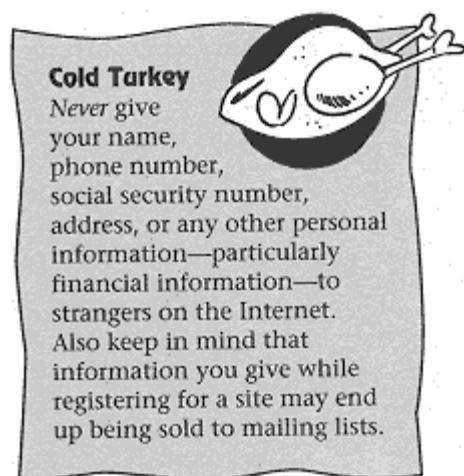 Cold Turkey
Never give
your name,
phone number,
social security number,
address, or any other personal
information—particularly
financial information—to
strangers on the Internet.
Also keep in mind that
information you give while
registering for a site may end
up being sold to mailing lists.